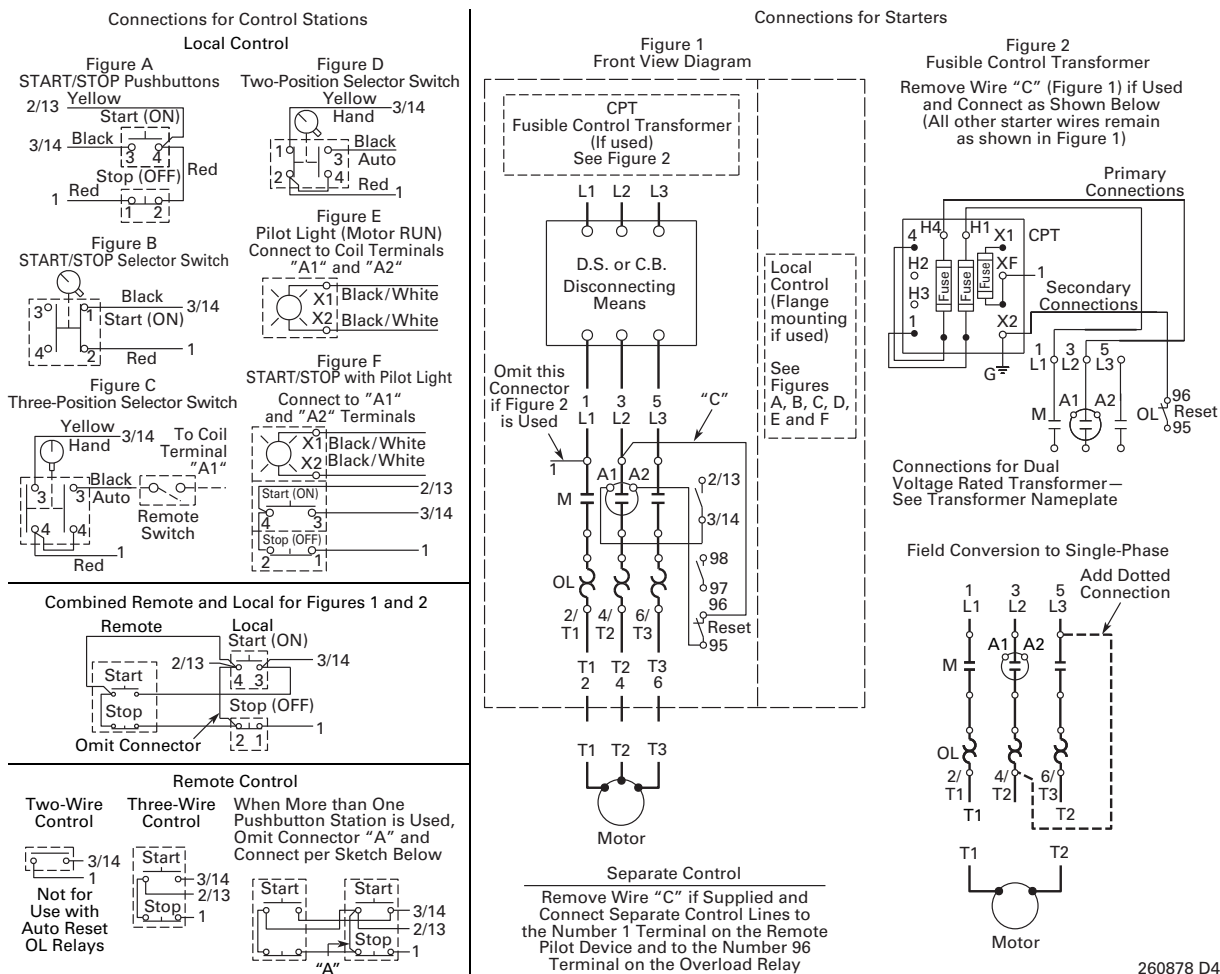 Connections for Control Stations
Local Control
Figure A
START/STOP Pushbuttons
2/13
Yellow
Start (ON)
3/14
Black
3 4
Red
Stop (OFF)
1
Red
1 2
Figure B
START/STOP Selector Switch
3
1
Black
3/14
Start (ON)
4
2
1
Red
Figure C
Three-Position Selector Switch
Yellow
3/14
Hand
To Coil
Terminal
"A1"
3
3
Black
Auto
4
4
Remote
Switch
1
Red
Figure D
Two-Position Selector Switch
Yellow
3/14
Hand
1
3
Black
Auto
2
4
Red
1
Figure E
Pilot Light (Motor RUN)
Connect to Coil Terminals
"A1" and "A2"
X1
Black/White
X2
Black/White
Figure F
START/STOP with Pilot Light
Connect to "A1"
and "A2" Terminals
X1
Black/White
X2
Black/White
2/13
Start (ON)
4
3
3/14
Stop (OFF)
2
1
1
Combined Remote and Local for Figures 1 and 2
Remote
Local
Start (ON)
2/13
3/14
Start
4 3
Stop
Stop (OFF)
1
2 1
Omit Connector
Remote Control
Two-Wire
Control
3/14
1
Not for
Use with
Auto Reset
OL Relays
Three-Wire
Control
Start
3/14
2/13
Stop
1
When More than One
Pushbutton Station is Used,
Omit Connector "A" and
Connect per Sketch Below
Start
Start
3/14
2/13
Stop
1
"A"
Connections for Starters
Figure 1
Front View Diagram
CPT
Fusible Control Transformer
(If used)
See Figure 2
L1 L2 L3
D.S. or C.B.
Disconnecting
Means
Local
Control
(Flange
mounting
if used)
See
Figures
A, B, C, D,
E and F
Omit this
Connector
if Figure 2
is Used
1 3 5
L1 L2 L3
"C"
1
A1
A2
2/13
M
3/14
98
OL
97
96
2/ 4/ 6/
T1 T2 T3
Reset
95
T1 T2 T3
2 4 6
T1 T2 T3
Motor
Separate Control
Remove Wire "C" if Supplied and
Connect Separate Control Lines to
the Number 1 Terminal on the Remote
Pilot Device and to the Number 96
Terminal on the Overload Relay
Figure 2
Fusible Control Transformer
Remove Wire "C" (Figure 1) if Used
and Connect as Shown Below
(All other starter wires remain
as shown in Figure 1)
Primary
Connections
4
H4
H1
X1
CPT
H2
XF
1
Fuse
Fuse
Fuse
H3
Secondary
Connections
1
X2
G
1 3 5
L1 L2 L3
M
A1
A2
OL
96
Reset
95
Connections for Dual
Voltage Rated Transformer—
See Transformer Nameplate
Field Conversion to Single-Phase
1 3 5
L1 L2 L3
Add Dotted
Connection
A1
A2
M
OL
2/ 4/ 6/
T1 T2 T3
T1
T2
T1
T2
Motor
260878 D4